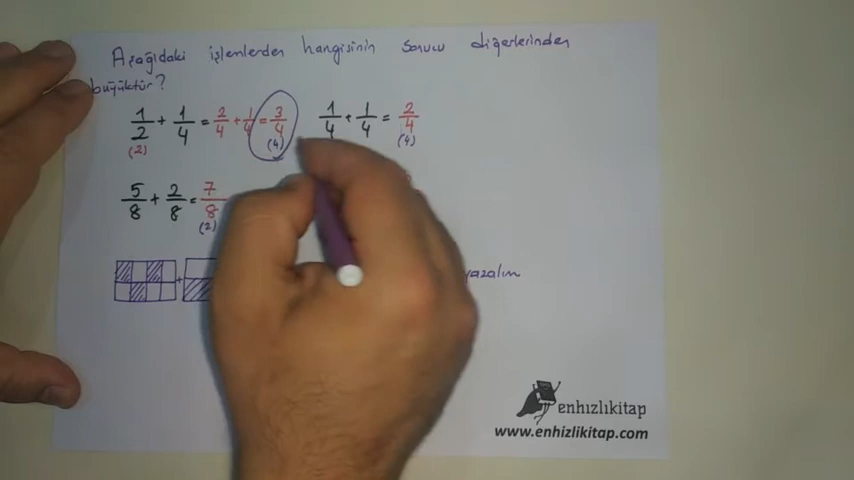 Aşağıdaki işlemlerden hangisinin sonucu diğerlerinden
büyüktür?
1/2 + 1/4 = 2/4 + 1/4 = 3/4 1/4 + 1/4 = 2/4
(2) (4) (4)
5/8 + 2/8 = 7/8
(2)
+ yazalım
enhızlıkitap
www.enhizlikitap.com